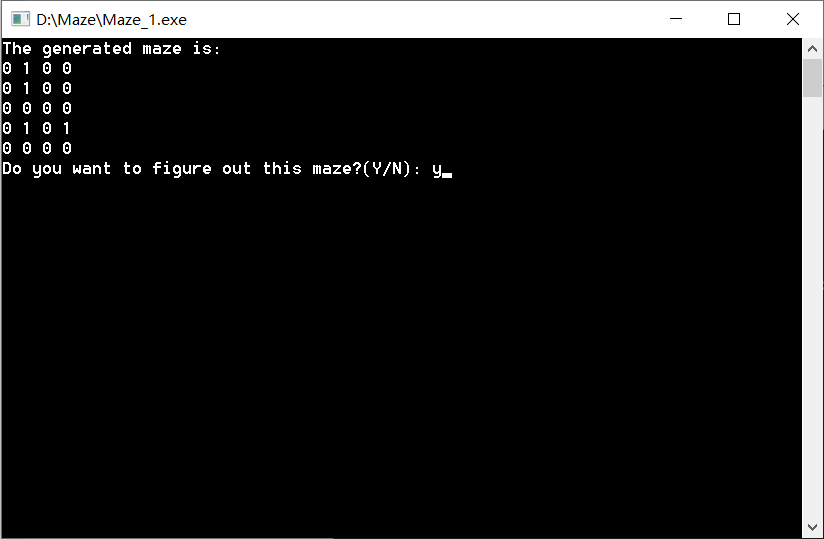 D:\Maze\Maze_1.exe
The generated maze is:
0 1 0 0
0 1 0 0
0 0 0 0
0 1 0 1
0 0 0 0
Do you want to figure out this maze?(Y/N): y